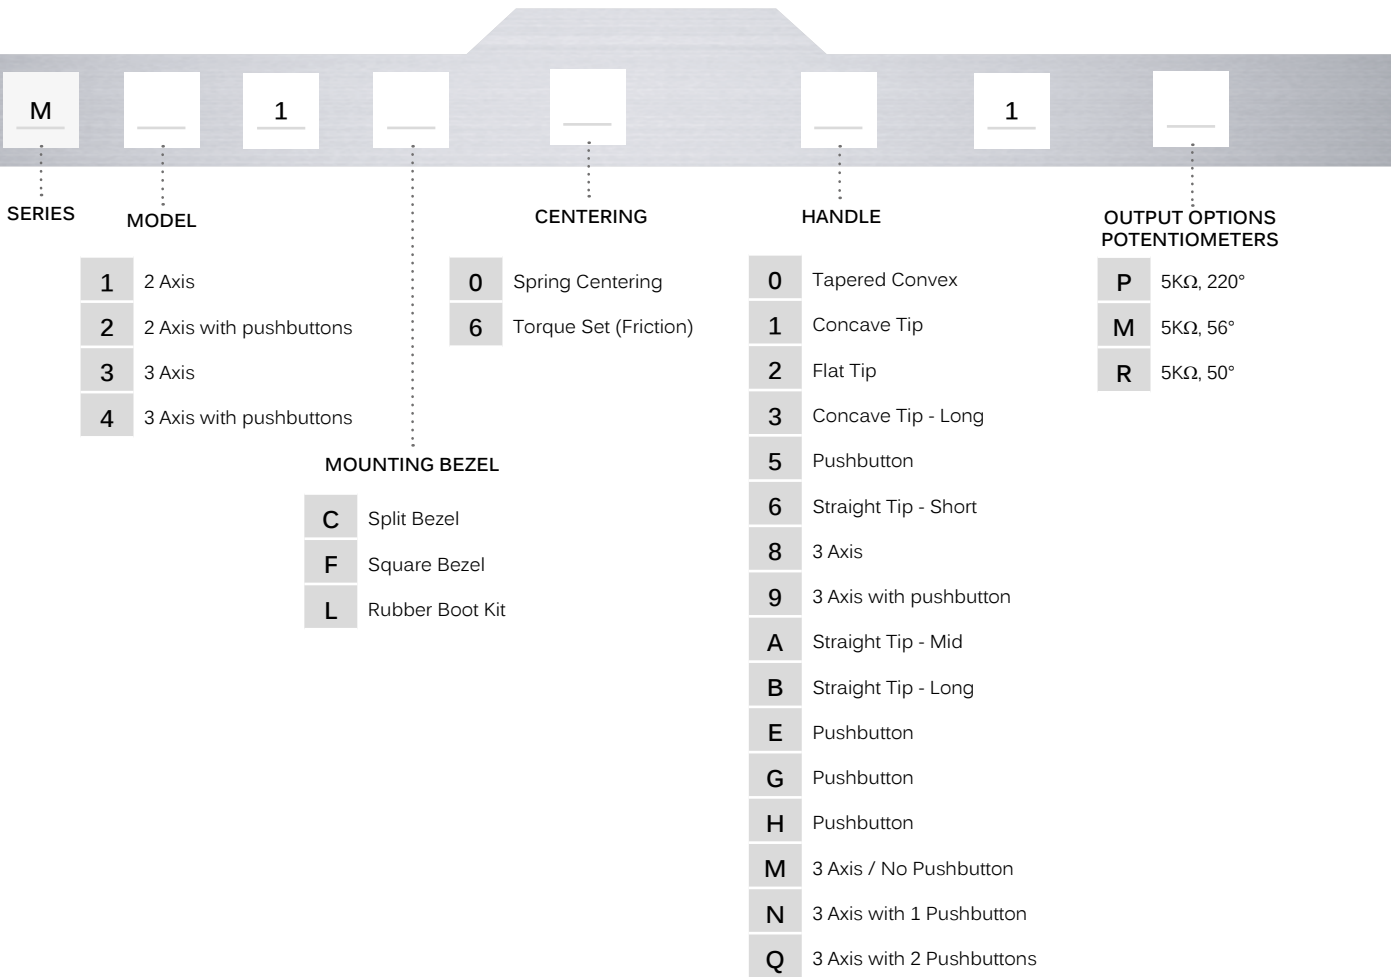 M 1 1
SERIES
MODEL
1 2 Axis
2 2 Axis with pushbuttons
3 3 Axis
4 3 Axis with pushbuttons
MOUNTING BEZEL
C Split Bezel
F Square Bezel
L Rubber Boot Kit
CENTERING
0 Spring Centering
6 Torque Set (Friction)
HANDLE
0 Tapered Convex
1 Concave Tip
2 Flat Tip
3 Concave Tip - Long
5 Pushbutton
6 Straight Tip - Short
8 3 Axis
9 3 Axis with pushbutton
A Straight Tip - Mid
B Straight Tip - Long
E Pushbutton
G Pushbutton
H Pushbutton
M 3 Axis / No Pushbutton
N 3 Axis with 1 Pushbutton
Q 3 Axis with 2 Pushbuttons
OUTPUT OPTIONS
POTENTIOMETERS
P 5KΩ, 220°
M 5KΩ, 56°
R 5KΩ, 50°